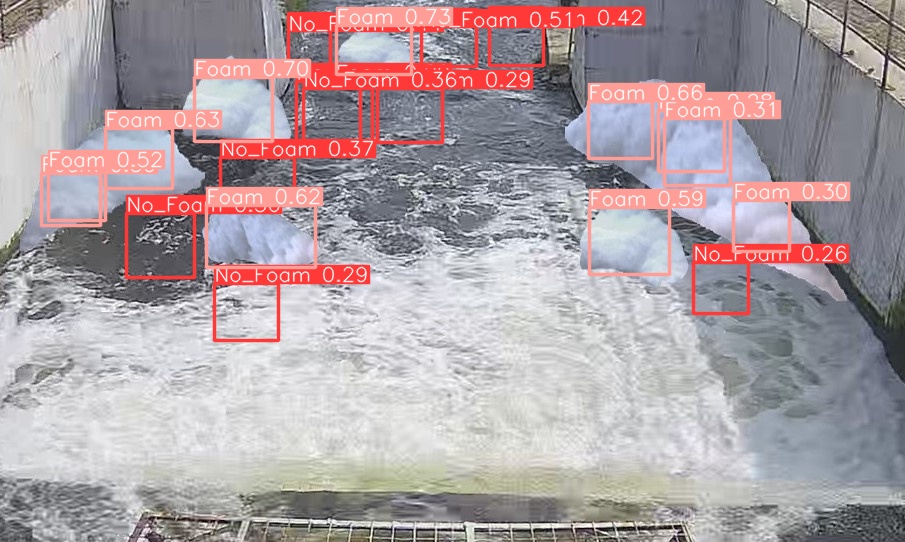 Foam 0.73
No_Foam 0.51
0.42
Foam 0.70
No_Foam 0.36
0.29
Foam 0.66
Foam 0.31
Foam 0.63
No_Foam 0.37
Foam 0.52
Foam 0.62
Foam 0.59
Foam 0.30
No_Foam 0.26
No_Foam 0.29